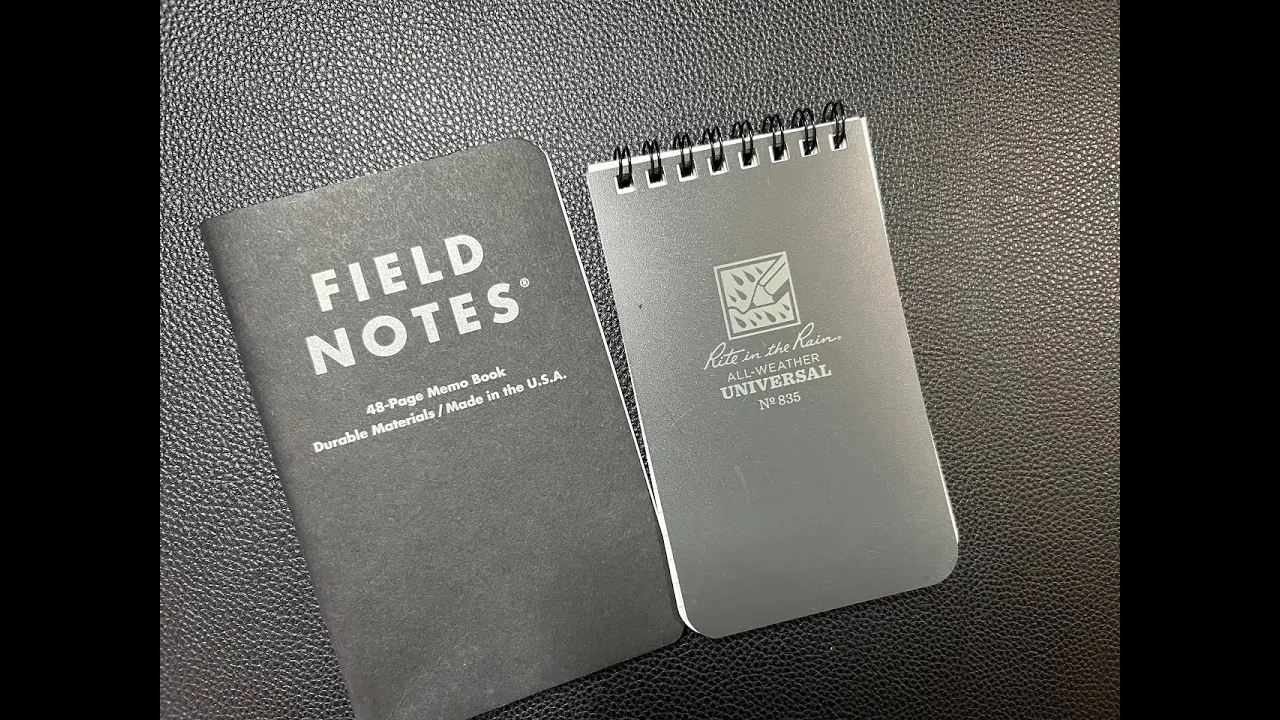 FIELD
NOTES®
48-Page Memo Book
Durable Materials / Made in the U.S.A.
Rite in the Rain.
ALL-WEATHER
UNIVERSAL
Nº 835